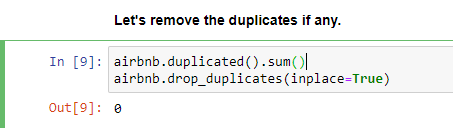 Let's remove the duplicates if any.
In [9]: airbnb.duplicated().sum()
airbnb.drop_duplicates(inplace=True)
Out[9]: 0